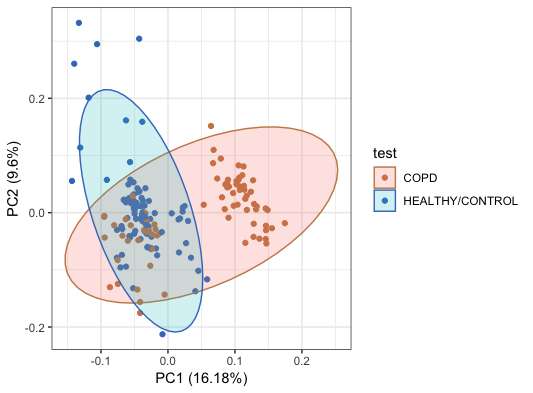 PC2 (9.6%)
0.2
0.0
-0.2
-0.1
0.0
0.1
0.2
PC1 (16.18%)
test
COPD
HEALTHY/CONTROL